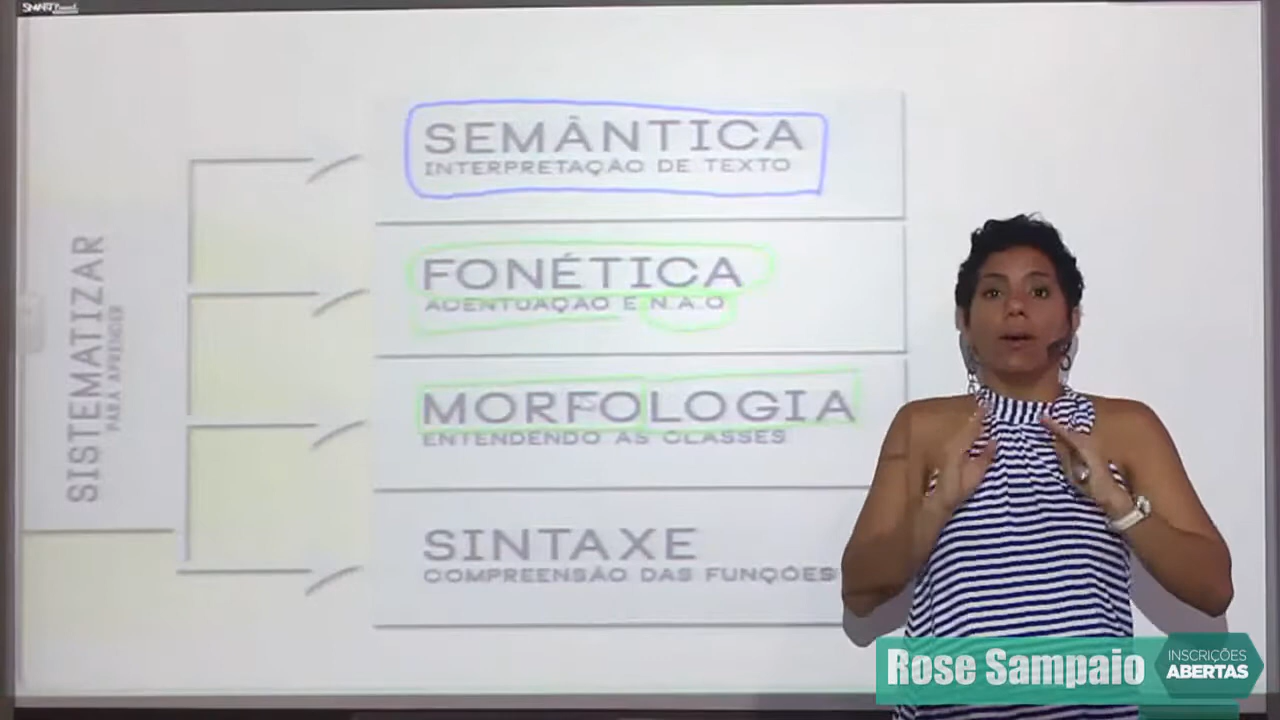 SEMÂNTICA
INTERPRETAÇÃO DE TEXTO
FONÉTICA
ACENTUAÇÃO E N.A.O
MORFOLOGIA
ENTENDENDO AS CLASSES
SINTAXE
COMPREENSÃO DAS FUNÇÕES
SISTEMATIZAR
PARA APRENDER
Rose Sampaio
INSCRIÇÕES
ABERTAS